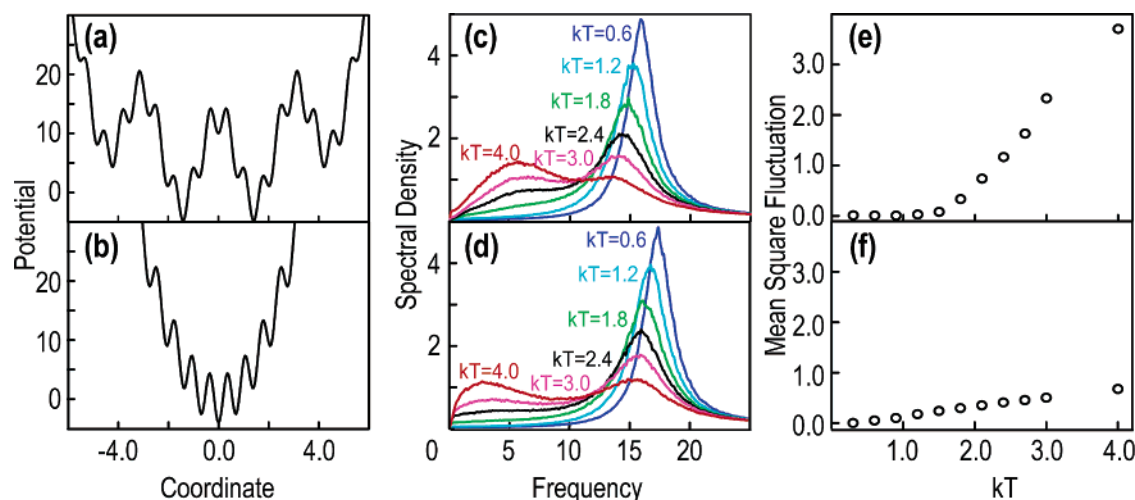 (a)
20
10
0
(b)
20
10
0
-4.0 0.0 4.0
Potential
Coordinate
(c)
4
2
kT=0.6
kT=1.2
kT=1.8
kT=2.4
kT=3.0
kT=4.0
(d)
4
2
0
kT=0.6
kT=1.2
kT=1.8
kT=2.4
kT=3.0
kT=4.0
0 5 10 15 20
Spectral Density
Frequency
(e)
3.0
2.0
1.0
0.0
(f)
3.0
2.0
1.0
0.0
1.0 2.0 3.0 4.0
Mean Square Fluctuation
kT